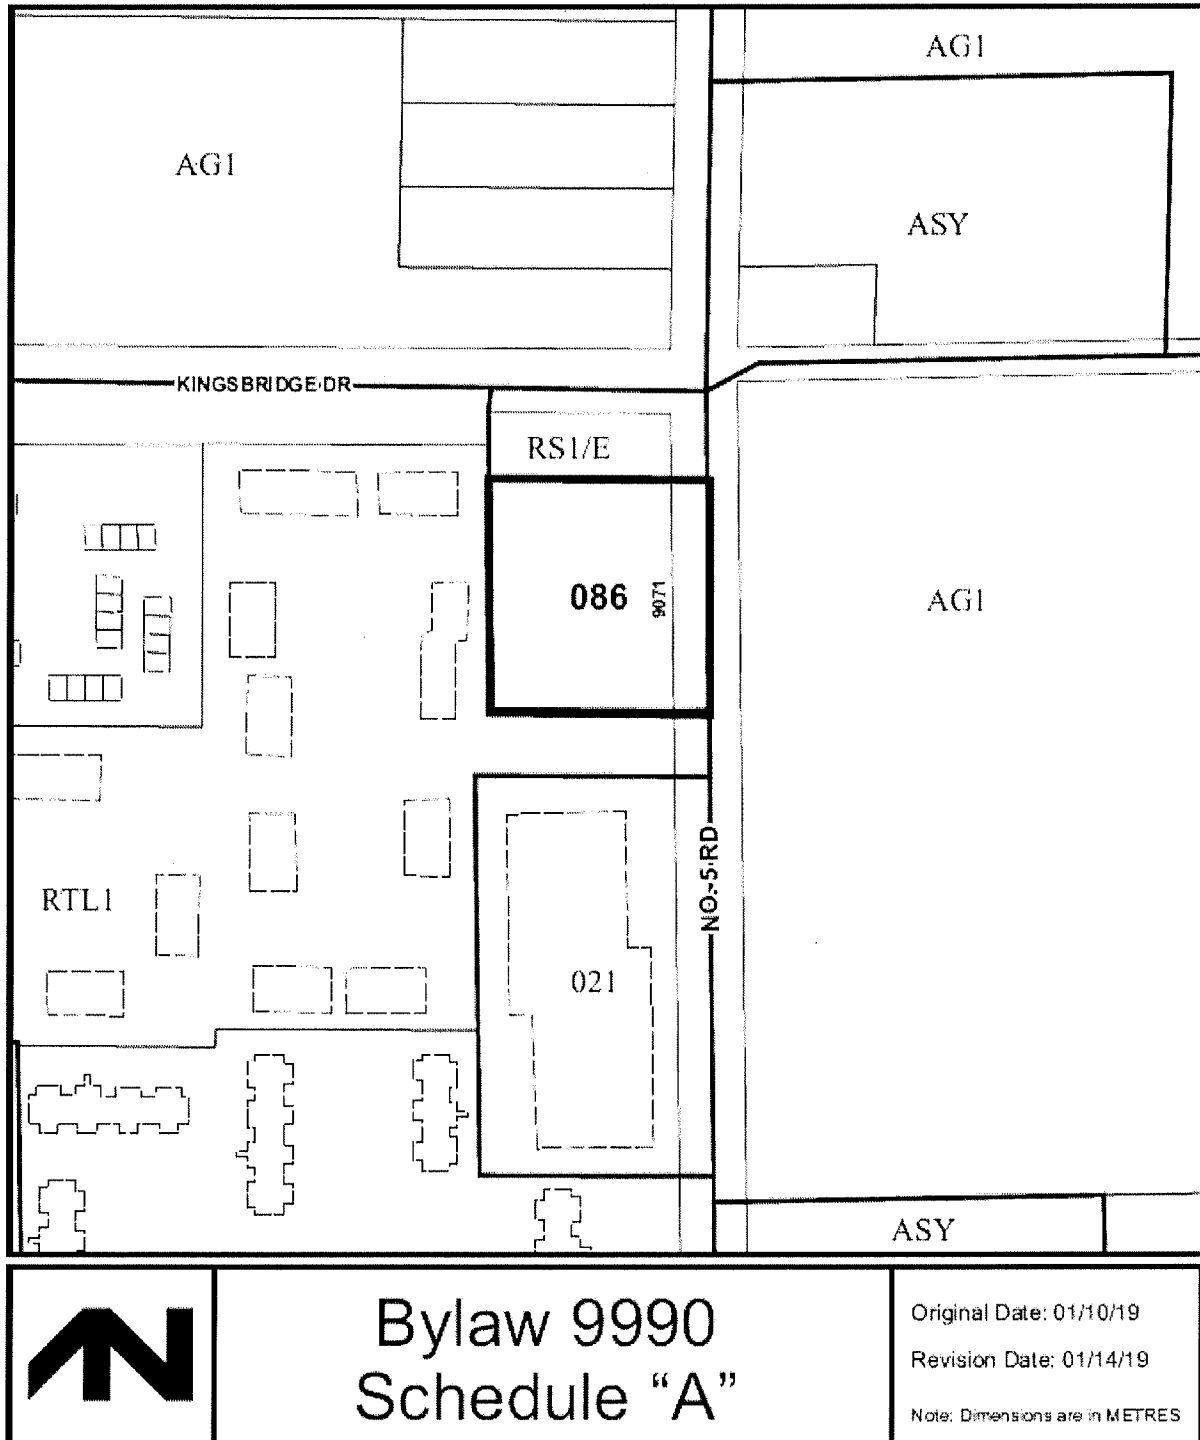 AG1
AG1
ASY
KINGSBRIDGE DR
RS1/E
086
9071
AG1
NO. 5 RD
RTL1
021
ASY
Bylaw 9990
Schedule “A”
Original Date: 01/10/19
Revision Date: 01/14/19
Note: Dimensions are in METRES